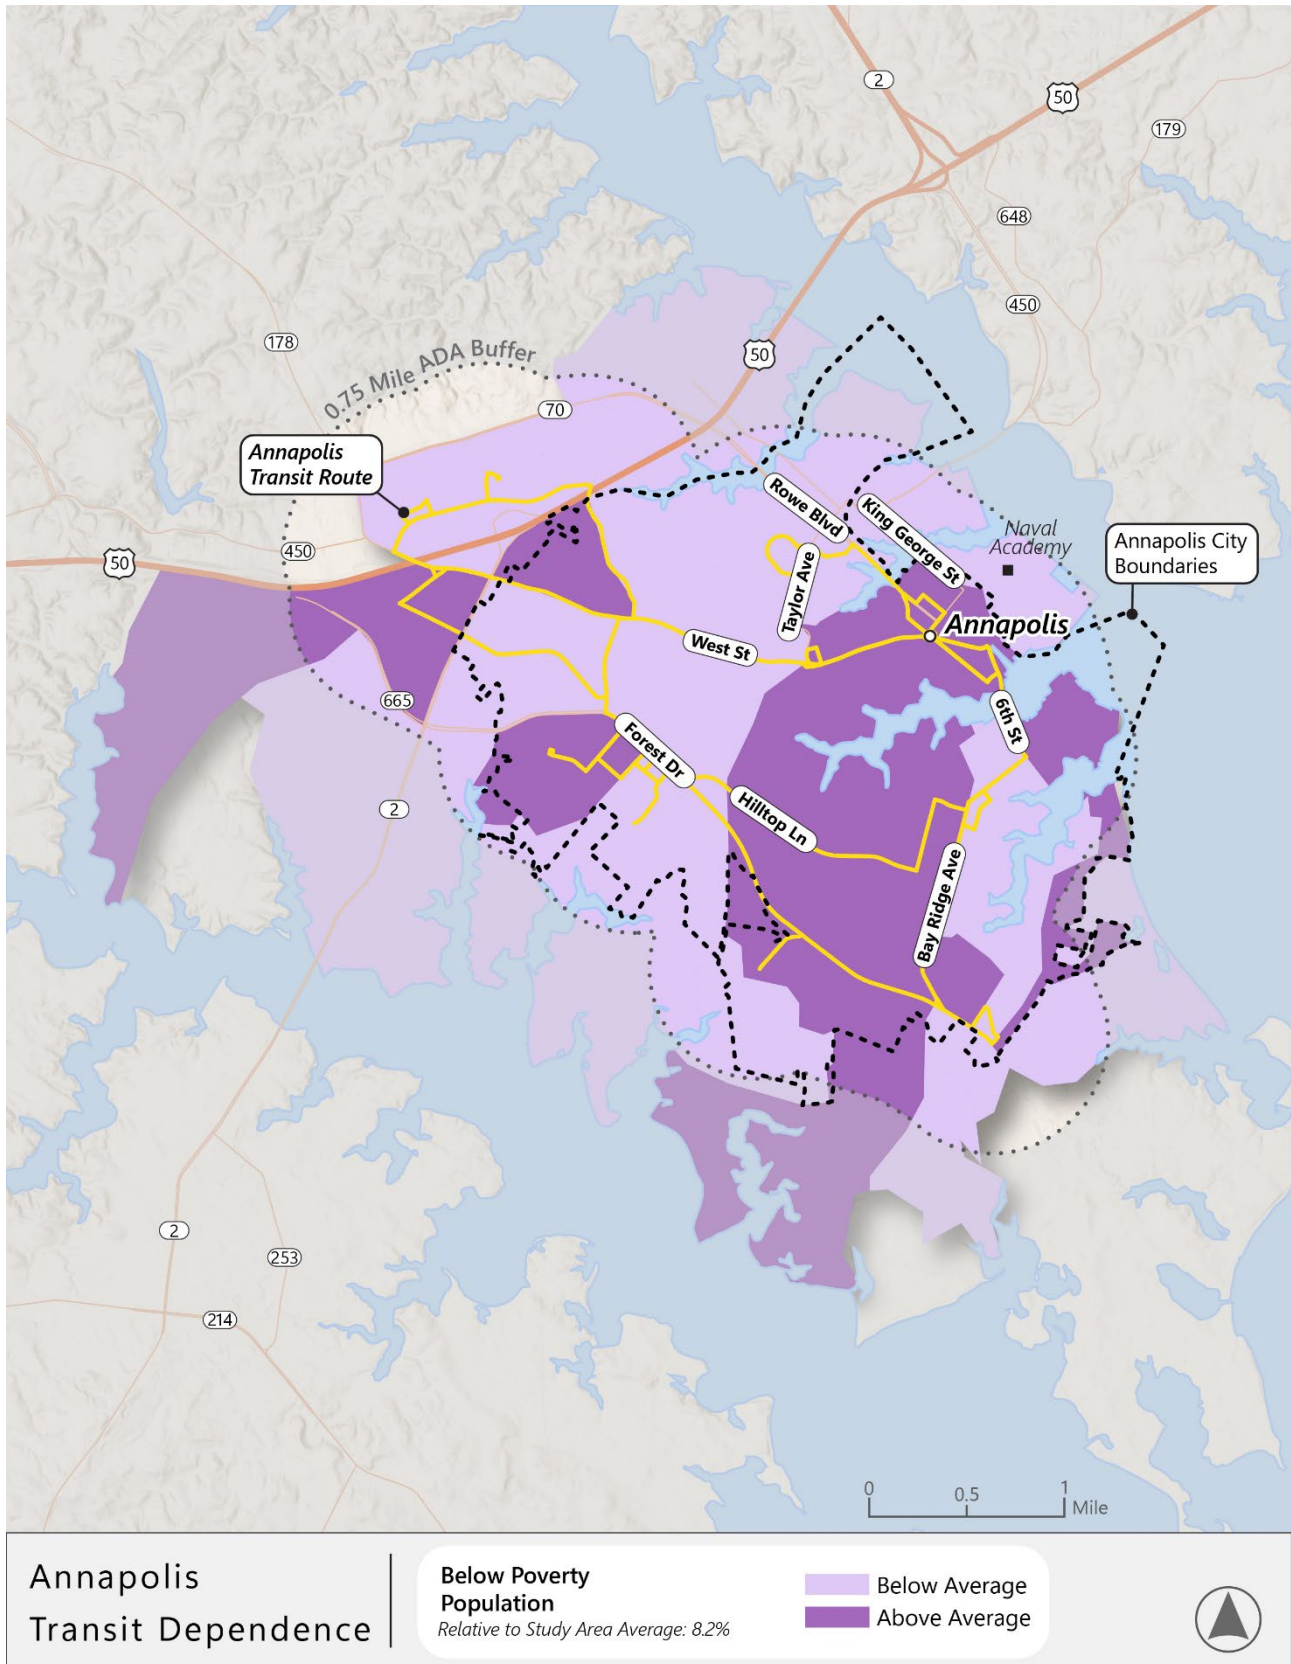 2
50
179
648
450
178
50
0.75 Mile ADA Buffer
70
Annapolis
Transit Route
Rowe Blvd
King George St
Naval
Academy
Annapolis City
Boundaries
450
50
Taylor Ave
Annapolis
West St
665
6th St
Forest Dr
2
Hilltop Ln
Bay Ridge Ave
2
253
214
0
0.5
1
Mile
Annapolis
Transit Dependence
Below Poverty
Population
Relative to Study Area Average: 8.2%
Below Average
Above Average